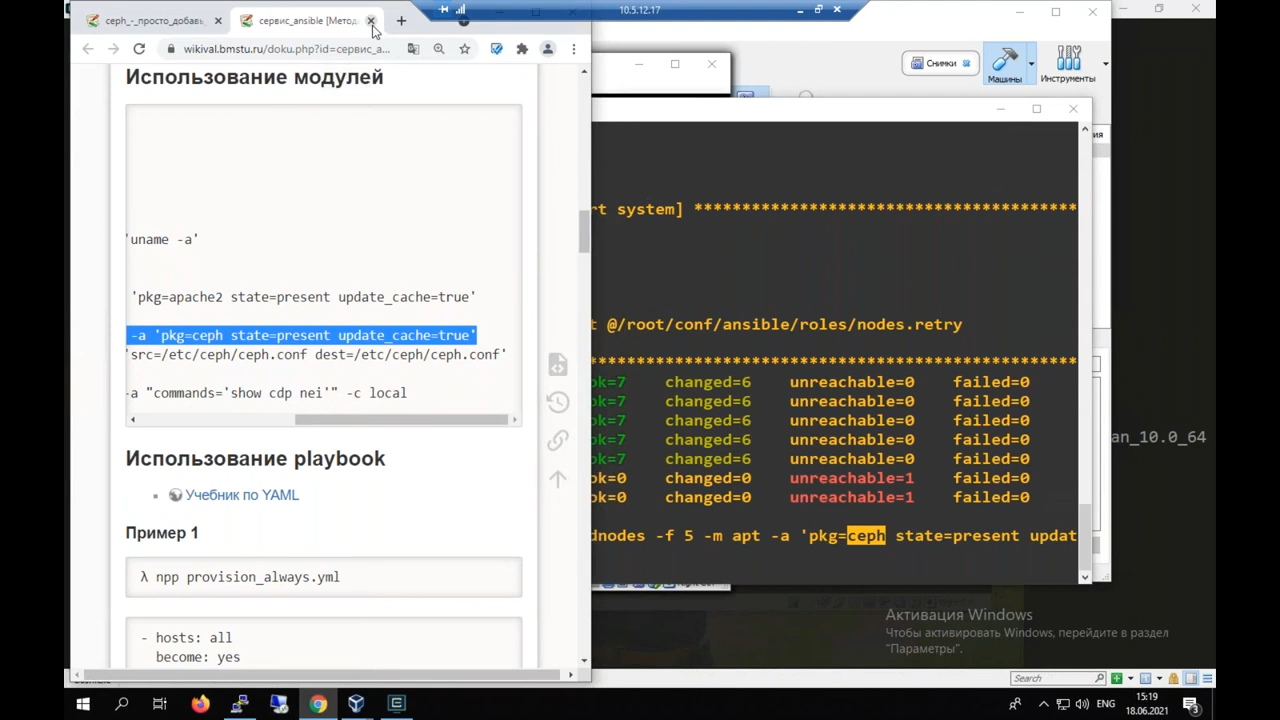 ceph_-_просто_добавь_
сервис_ansible [Метод
10.5.12.17
wikival.bmstu.ru/doku.php?id=сервис_a...
Снимки
Машины
Инструменты
Использование модулей
'uname -a'
'pkg=apache2 state=present update_cache=true'
-a 'pkg=ceph state=present update_cache=true'
'src=/etc/ceph/ceph.conf dest=/etc/ceph/ceph.conf'
-a "commands='show cdp nei'" -c local
Использование playbook
Учебник по YAML
Пример 1
λ npp provision_always.yml
- hosts: all
become: yes
ия
rt system] ****************************************
t @/root/conf/ansible/roles/nodes.retry
***************************************************
ok=7 changed=6 unreachable=0 failed=0
ok=7 changed=6 unreachable=0 failed=0
ok=7 changed=6 unreachable=0 failed=0
ok=7 changed=6 unreachable=0 failed=0
ok=7 changed=6 unreachable=0 failed=0
ok=0 changed=0 unreachable=1 failed=0
ok=0 changed=0 unreachable=1 failed=0
dnodes -f 5 -m apt -a 'pkg=ceph state=present updat
an_10.0_64
Активация Windows
Чтобы активировать Windows, перейдите в раздел
"Параметры".
Search
ENG
15:19
18.06.2021
3